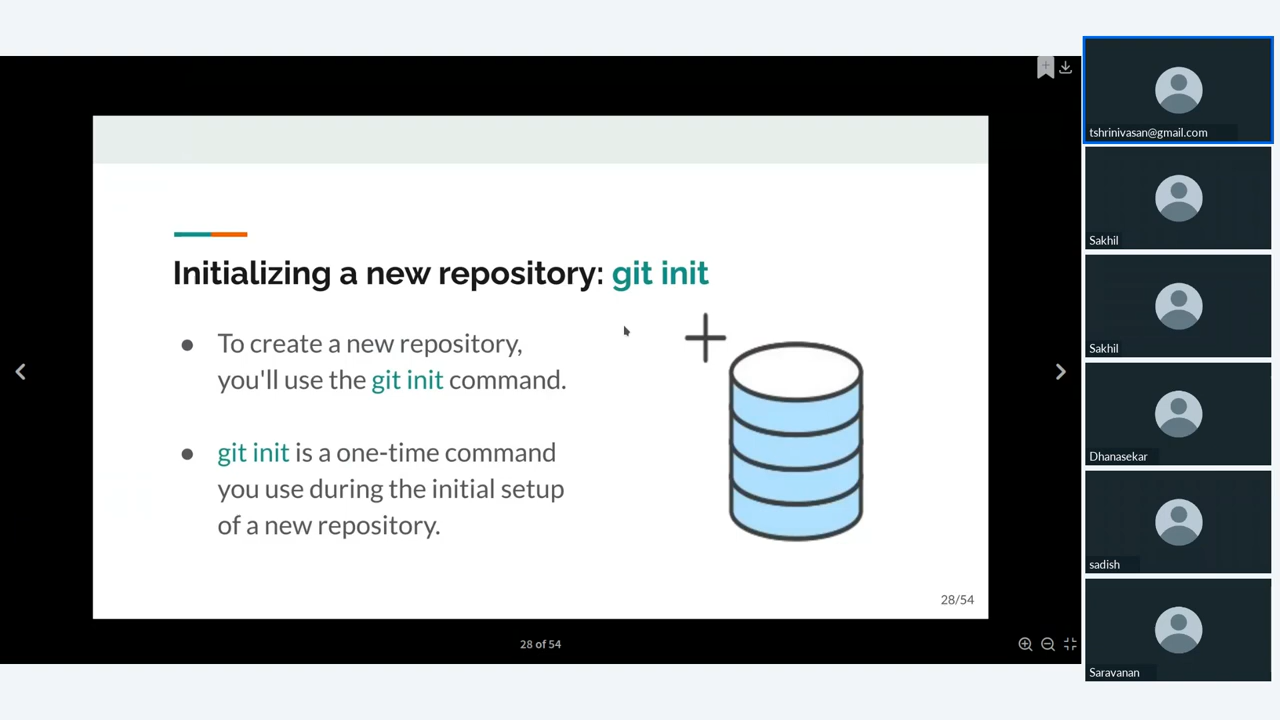 Initializing a new repository: git init
● To create a new repository,
you'll use the git init command.
● git init is a one-time command
you use during the initial setup
of a new repository.
28/54
28 of 54
tshrinivasan@gmail.com
Sakhil
Sakhil
Dhanasekar
sadish
Saravanan